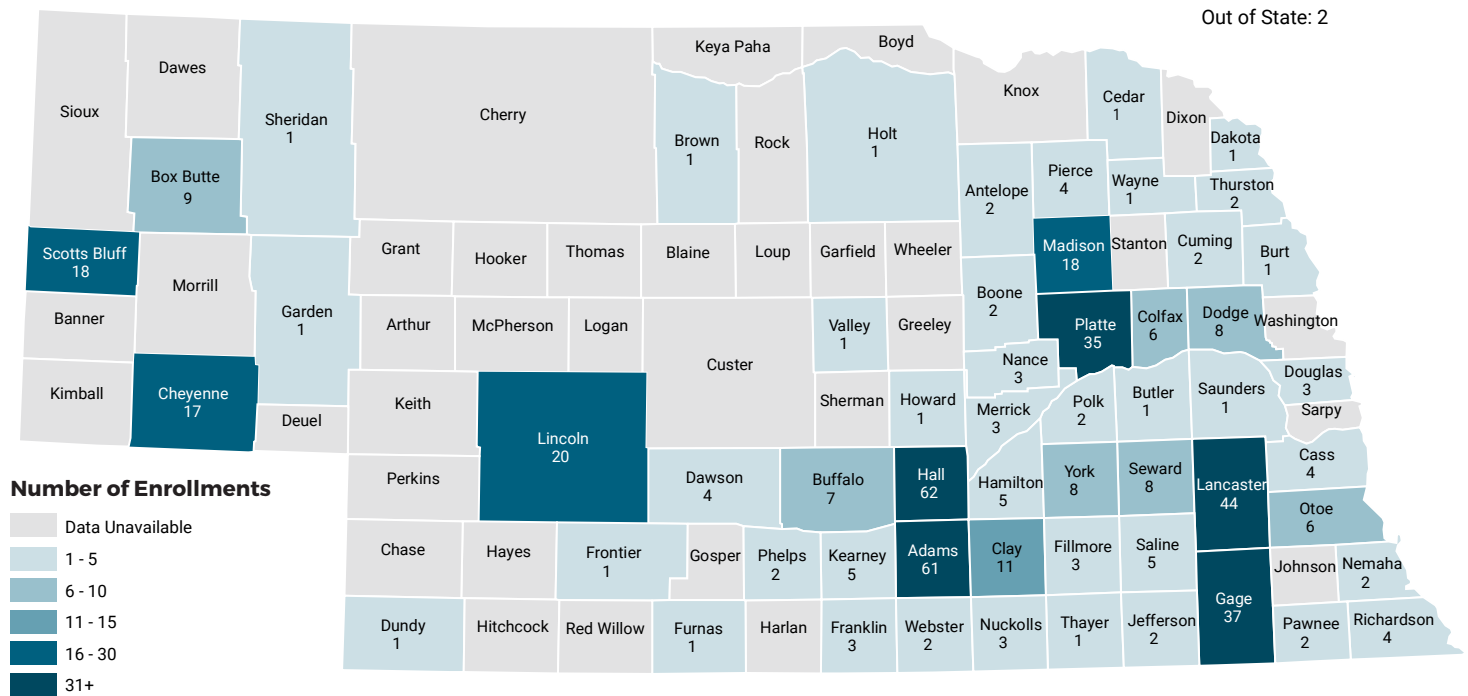 Out of State: 2
Keya Paha
Boyd
Dawes
Sioux
Cherry
Knox
Cedar
1
Dixon
Sheridan
1
Brown
1
Rock
Holt
1
Dakota
1
Box Butte
9
Antelope
2
Pierce
4
Wayne
1
Thurston
2
Scotts Bluff
18
Morrill
Grant
Hooker
Thomas
Blaine
Loup
Garfield
Wheeler
Madison
18
Stanton
Cuming
2
Burt
1
Banner
Garden
1
Arthur
McPherson
Logan
Custer
Valley
1
Greeley
Boone
2
Platte
35
Colfax
6
Dodge
8
Washington
Kimball
Cheyenne
17
Deuel
Keith
Lincoln
20
Sherman
Howard
1
Nance
3
Merrick
3
Polk
2
Butler
1
Saunders
1
Douglas
3
Sarpy
Perkins
Dawson
4
Buffalo
7
Hall
62
Hamilton
5
York
8
Seward
8
Lancaster
44
Cass
4
Otoe
6
Chase
Hayes
Frontier
1
Gosper
Phelps
2
Kearney
5
Adams
61
Clay
11
Fillmore
3
Saline
5
Gage
37
Johnson
Nemaha
2
Dundy
1
Hitchcock
Red Willow
Furnas
1
Harlan
Franklin
3
Webster
2
Nuckolls
3
Thayer
1
Jefferson
2
Pawnee
2
Richardson
4
Number of Enrollments
Data Unavailable
1 - 5
6 - 10
11 - 15
16 - 30
31+